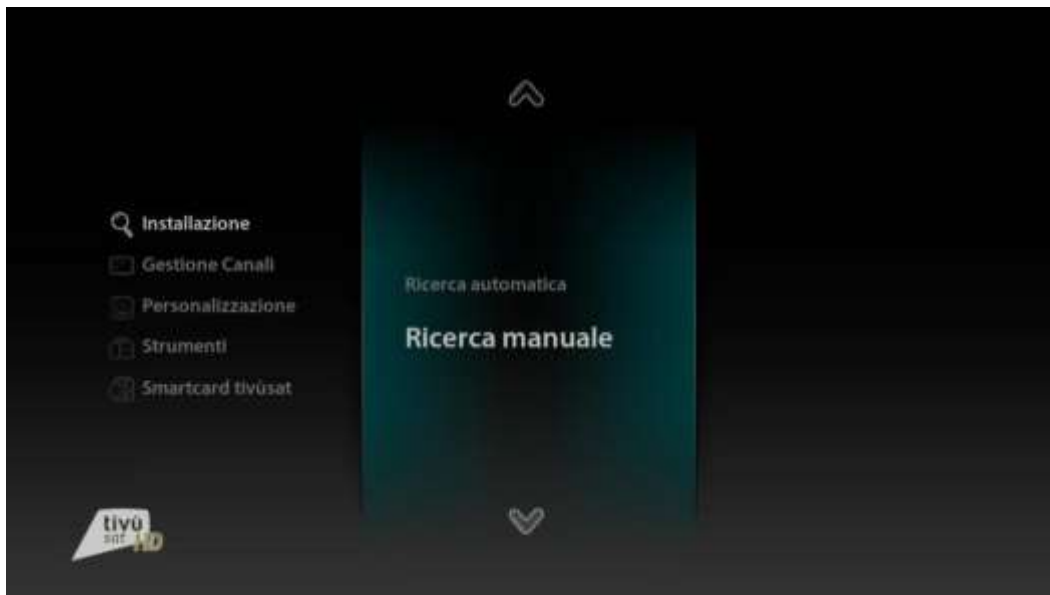 Installazione
Gestione Canali
Personalizzazione
Strumenti
Smartcard tivùsat
Ricerca automatica
Ricerca manuale
tivù
sat HD